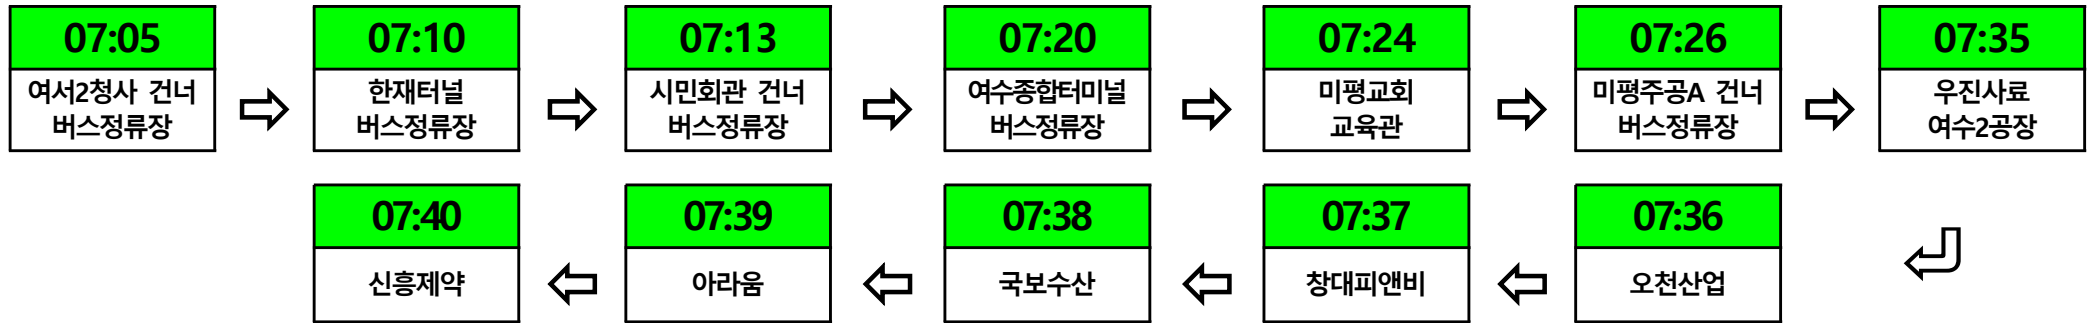 07:05
여서2청사 건너
버스정류장
07:10
한재터널
버스정류장
07:13
시민회관 건너
버스정류장
07:20
여수종합터미널
버스정류장
07:24
미평교회
교육관
07:26
미평주공A 건너
버스정류장
07:35
우진사료
여수2공장
07:36
오천산업
07:37
창대피앤비
07:38
국보수산
07:39
아라움
07:40
신흥제약